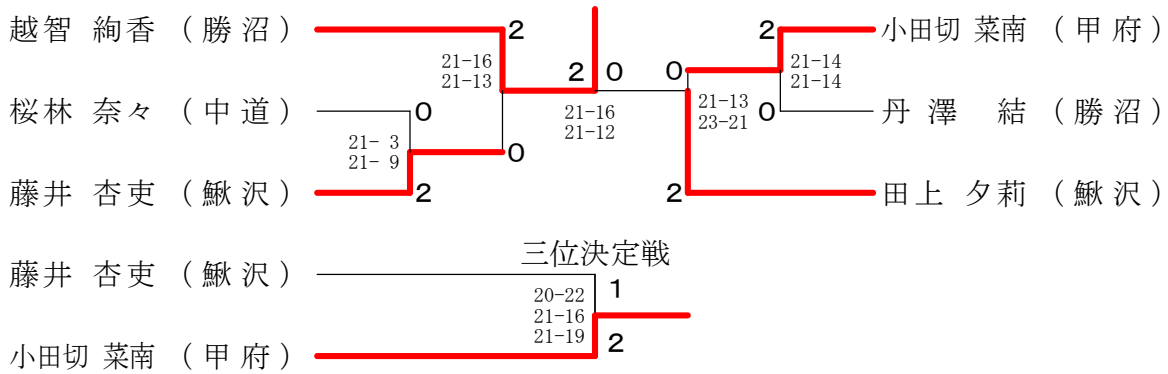 越智 絢香 （ 勝 沼 ） 2 2 小田切 菜南 （ 甲 府 ）
21-16 2 0 0 21-14
21-13 21-14
桜林 奈々 （ 中 道 ） 0 21-16 21-13 0 丹 澤 結 （ 勝 沼 ）
21-12 23-21
21- 3 0
21- 9
藤井 杏吏 （ 鰍 沢 ） 2 2 田上 夕莉 （ 鰍 沢 ）
三位決定戦
藤井 杏吏 （ 鰍 沢 ） 1
20-22
21-16
21-19
小田切 菜南 （ 甲 府 ） 2